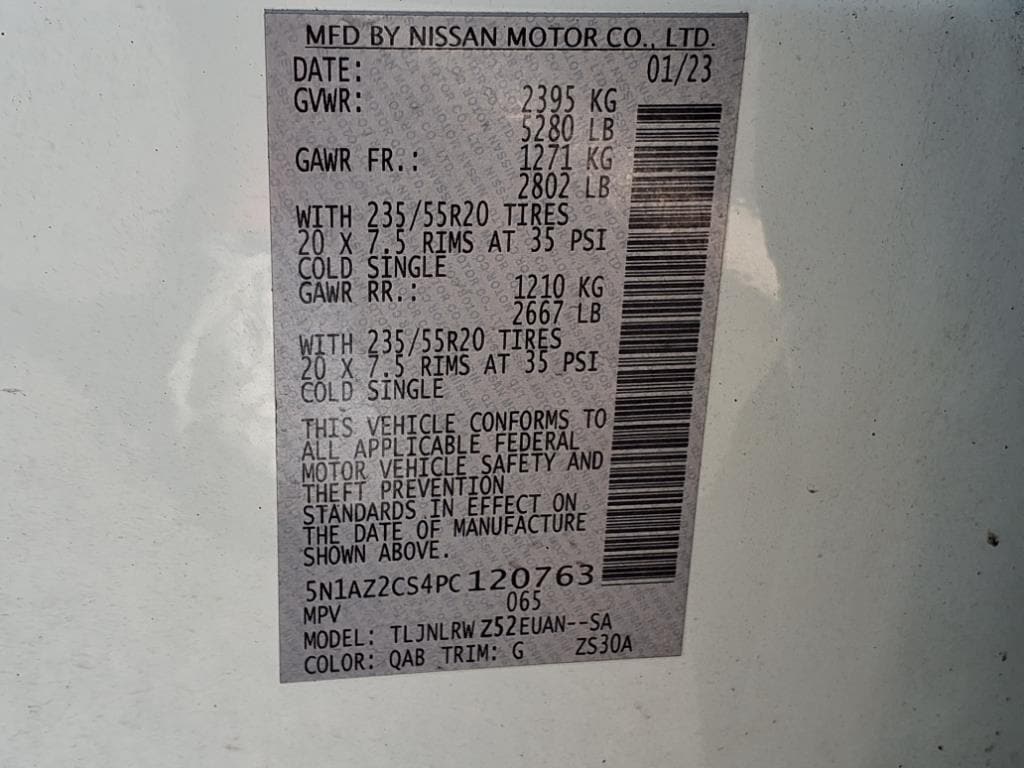 MFD BY NISSAN MOTOR CO., LTD.
DATE: 01/23
GVWR: 2395 KG
5280 LB
GAWR FR.: 1271 KG
2802 LB
WITH 235/55R20 TIRES
20 X 7.5 RIMS AT 35 PSI
COLD SINGLE
GAWR RR.: 1210 KG
2667 LB
WITH 235/55R20 TIRES
20 X 7.5 RIMS AT 35 PSI
COLD SINGLE
THIS VEHICLE CONFORMS TO
ALL APPLICABLE FEDERAL
MOTOR VEHICLE SAFETY AND
THEFT PREVENTION
STANDARDS IN EFFECT ON
THE DATE OF MANUFACTURE
SHOWN ABOVE.
5N1AZ2CS4PC120763
MPV 065
MODEL: TLJNLRW Z52EUAN--SA
COLOR: QAB TRIM: G ZS30A